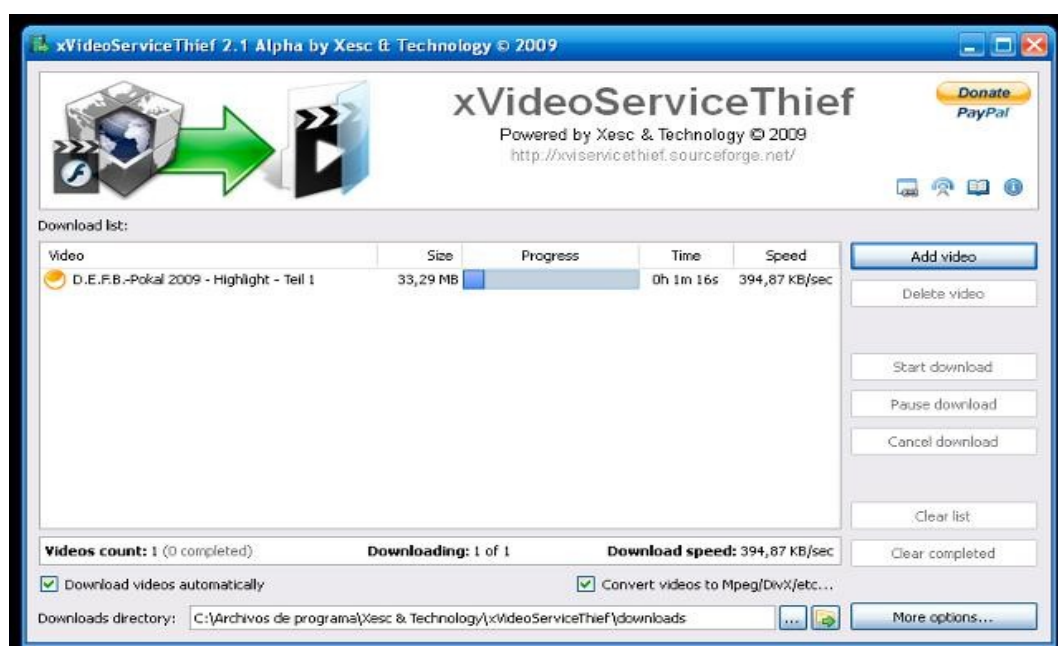 xVideoServiceThief 2.1 Alpha by Xesc & Technology © 2009
xVideoServiceThief
Powered by Xesc & Technology © 2009
http://xviservicethief.sourceforge.net/
Donate
PayPal
Download list:
Video Size Progress Time Speed
D.E.F.B.-Pokal 2009 - Highlight - Teil 1 33,29 MB 0h 1m 16s 394,87 KB/sec
Add video
Delete video
Start download
Pause download
Cancel download
Clear list
Clear completed
Videos count: 1 (0 completed) Downloading: 1 of 1 Download speed: 394,87 KB/sec
Download videos automatically Convert videos to Mpeg/DivX/etc...
Downloads directory: C:\Archivos de programa\Xesc & Technology\xVideoServiceThief\downloads ... More options...